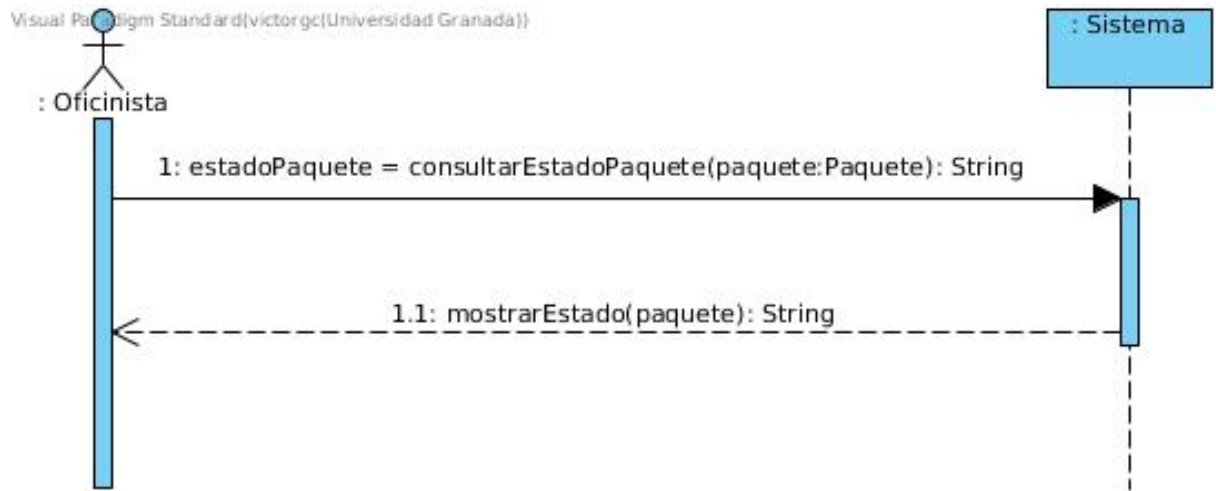 Visual Paradigm Standard(victorgc(Universidad Granada))
: Sistema
: Oficinista
1: estadoPaquete = consultarEstadoPaquete(paquete:Paquete): String
1.1: mostrarEstado(paquete): String